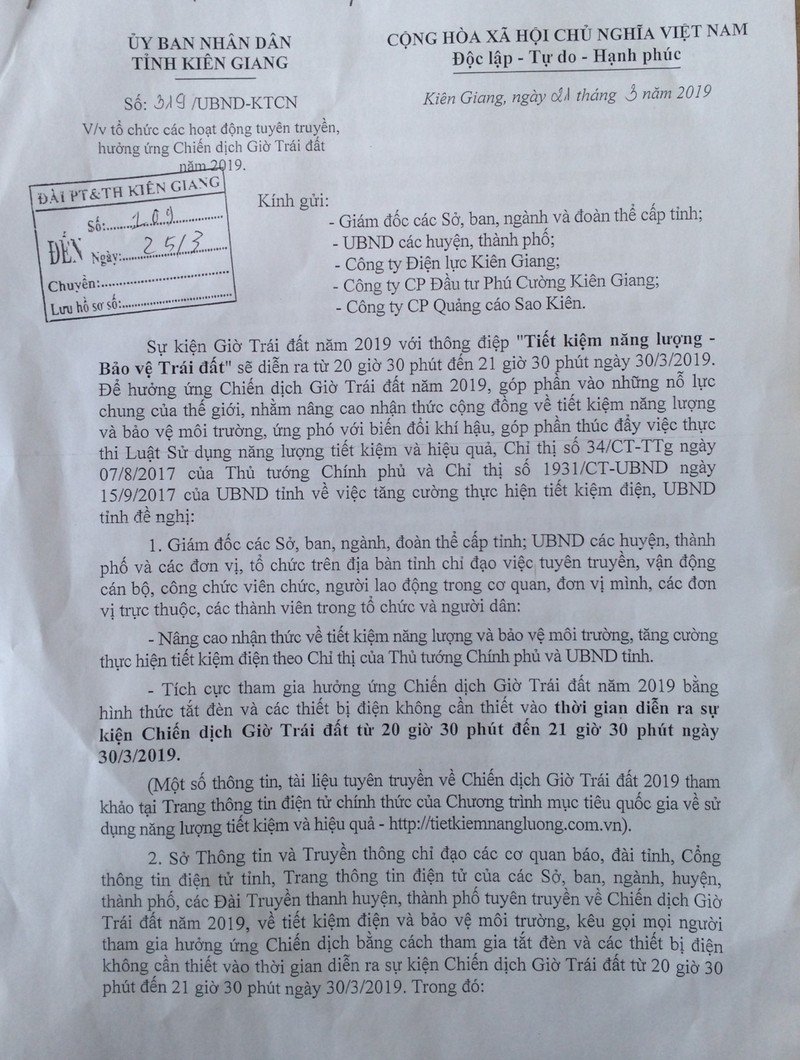 ỦY BAN NHÂN DÂN
TỈNH KIÊN GIANG
CỘNG HÒA XÃ HỘI CHỦ NGHĨA VIỆT NAM
Độc lập - Tự do - Hạnh phúc
Số: 319 /UBND-KTCN
Kiên Giang, ngày 21 tháng 3 năm 2019
V/v tổ chức các hoạt động tuyên truyền,
hưởng ứng Chiến dịch Giờ Trái đất
năm 2019.
ĐÀI PT&TH KIÊN GIANG
ĐẾN
Số:....109
Ngày:....25/3
Chuyển:
Lưu hồ sơ số:
Kính gửi:
- Giám đốc các Sở, ban, ngành và đoàn thể cấp tỉnh;
- UBND các huyện, thành phố;
- Công ty Điện lực Kiên Giang;
- Công ty CP Đầu tư Phú Cường Kiên Giang;
- Công ty CP Quảng cáo Sao Kiên.
Sự kiện Giờ Trái đất năm 2019 với thông điệp "Tiết kiệm năng lượng -
Bảo vệ Trái đất" sẽ diễn ra từ 20 giờ 30 phút đến 21 giờ 30 phút ngày 30/3/2019.
Để hưởng ứng Chiến dịch Giờ Trái đất năm 2019, góp phần vào những nỗ lực
chung của thế giới, nhằm nâng cao nhận thức cộng đồng về tiết kiệm năng lượng
và bảo vệ môi trường, ứng phó với biến đổi khí hậu, góp phần thúc đẩy việc thực
thi Luật Sử dụng năng lượng tiết kiệm và hiệu quả, Chỉ thị số 34/CT-TTg ngày
07/8/2017 của Thủ tướng Chính phủ và Chỉ thị số 1931/CT-UBND ngày
15/9/2017 của UBND tỉnh về việc tăng cường thực hiện tiết kiệm điện, UBND
tỉnh đề nghị:
1. Giám đốc các Sở, ban, ngành, đoàn thể cấp tỉnh; UBND các huyện, thành
phố và các đơn vị, tổ chức trên địa bàn tỉnh chỉ đạo việc tuyên truyền, vận động
cán bộ, công chức viên chức, người lao động trong cơ quan, đơn vị mình, các đơn
vị trực thuộc, các thành viên trong tổ chức và người dân:
- Nâng cao nhận thức về tiết kiệm năng lượng và bảo vệ môi trường, tăng cường
thực hiện tiết kiệm điện theo Chỉ thị của Thủ tướng Chính phủ và UBND tỉnh.
- Tích cực tham gia hưởng ứng Chiến dịch Giờ Trái đất năm 2019 bằng
hình thức tắt đèn và các thiết bị điện không cần thiết vào thời gian diễn ra sự
kiện Chiến dịch Giờ Trái đất từ 20 giờ 30 phút đến 21 giờ 30 phút ngày
30/3/2019.
(Một số thông tin, tài liệu tuyên truyền về Chiến dịch Giờ Trái đất 2019 tham
khảo tại Trang thông tin điện tử chính thức của Chương trình mục tiêu quốc gia về sử
dụng năng lượng tiết kiệm và hiệu quả - http://tietkiemnangluong.com.vn).
2. Sở Thông tin và Truyền thông chỉ đạo các cơ quan báo, đài tỉnh, Cổng
thông tin điện tử tỉnh, Trang thông tin điện tử của các Sở, ban, ngành, huyện,
thành phố, các Đài Truyền thanh huyện, thành phố tuyên truyền về Chiến dịch Giờ
Trái đất năm 2019, về tiết kiệm điện và bảo vệ môi trường, kêu gọi mọi người
tham gia hưởng ứng Chiến dịch bằng cách tham gia tắt đèn và các thiết bị điện
không cần thiết vào thời gian diễn ra sự kiện Chiến dịch Giờ Trái đất từ 20 giờ 30
phút đến 21 giờ 30 phút ngày 30/3/2019. Trong đó: